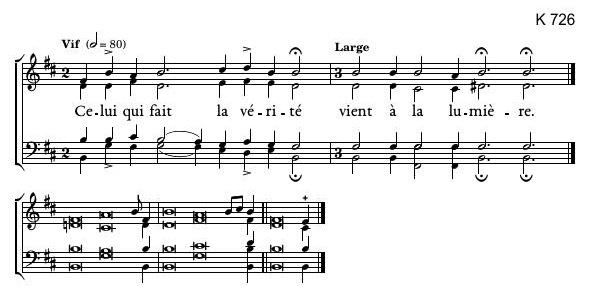 K 726
Vif (𝅗𝅥 = 80) Large
Ce-lui qui fait la vé-ri-té vient à la lu-miè-re.